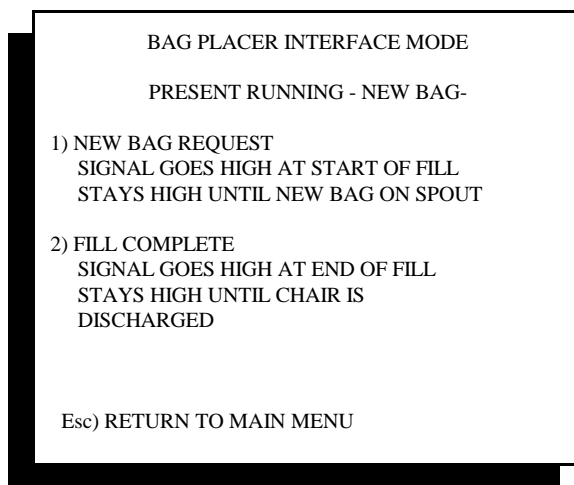 BAG PLACER INTERFACE MODE
PRESENT RUNNING - NEW BAG-
1) NEW BAG REQUEST
SIGNAL GOES HIGH AT START OF FILL
STAYS HIGH UNTIL NEW BAG ON SPOUT
2) FILL COMPLETE
SIGNAL GOES HIGH AT END OF FILL
STAYS HIGH UNTIL CHAIR IS
DISCHARGED
Esc) RETURN TO MAIN MENU